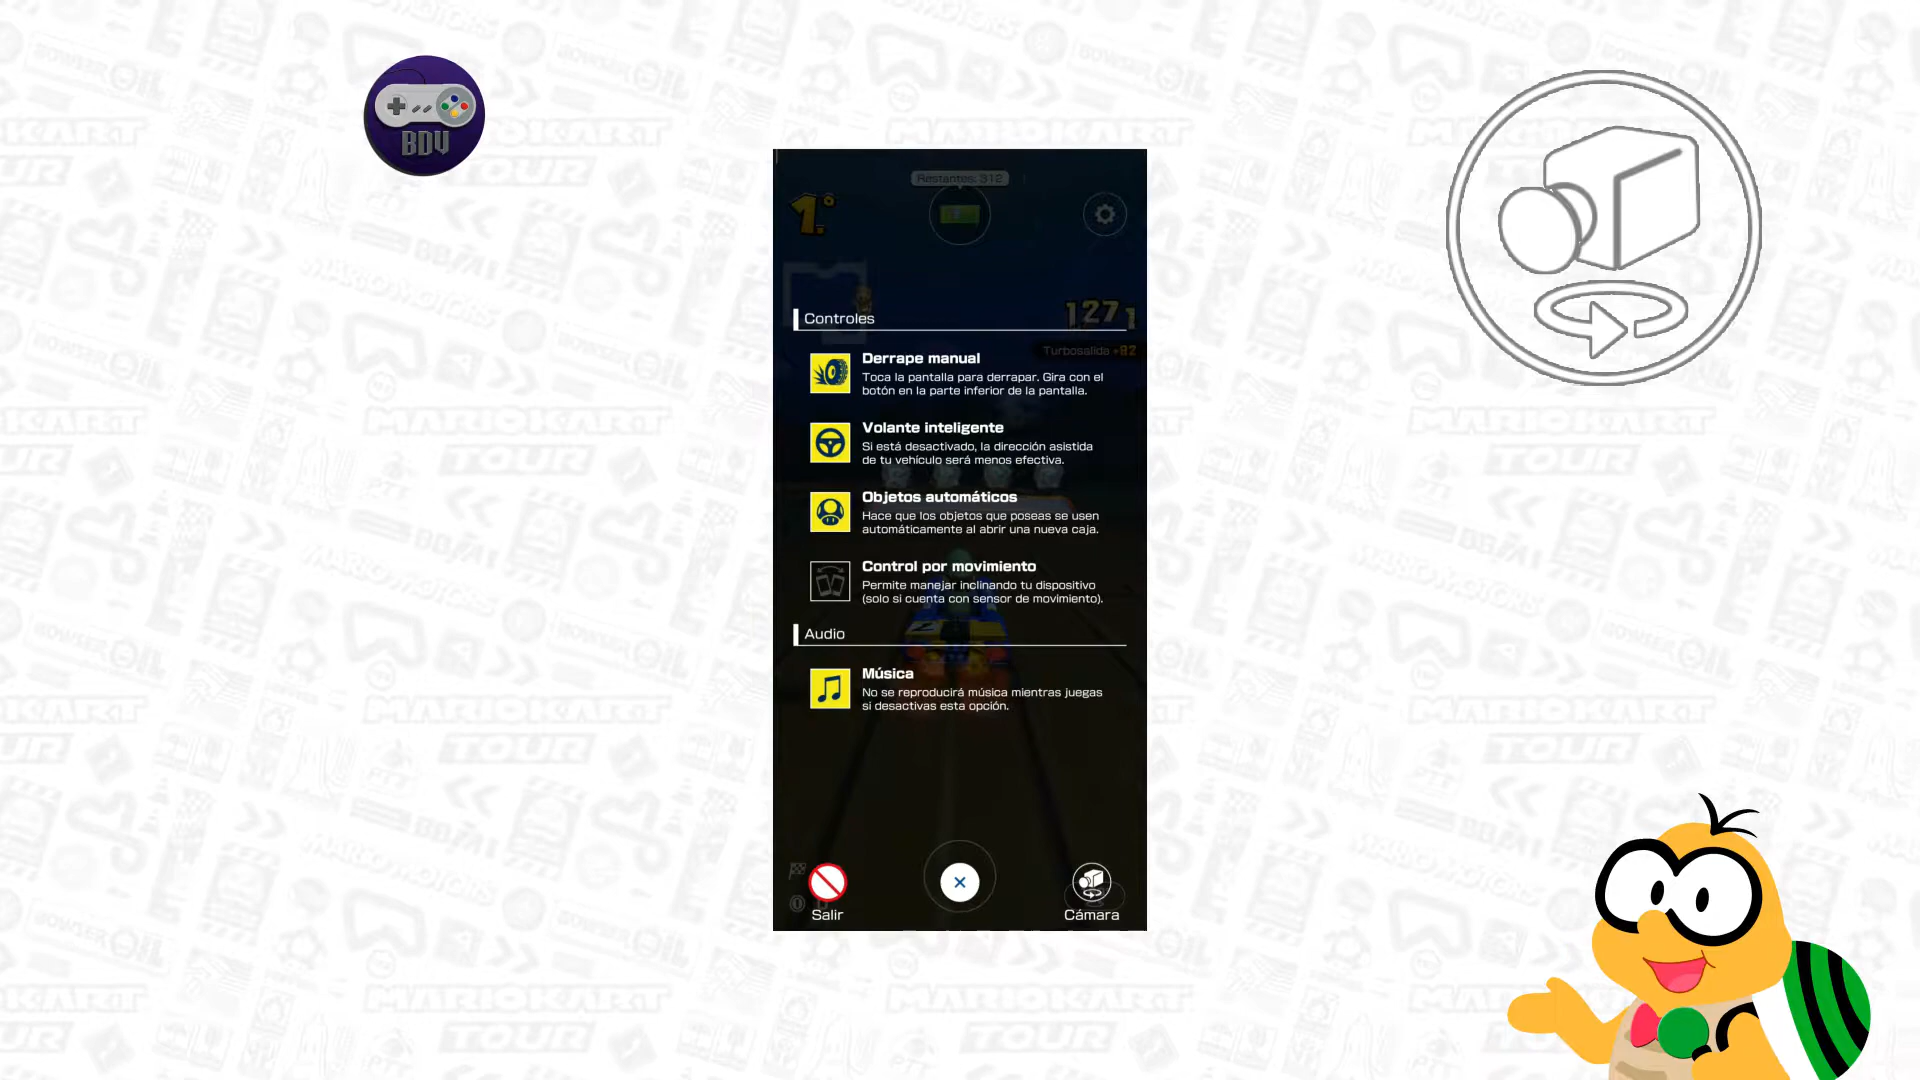 BDV
Restantes: 312
1.º
127
Turbosalida +82
Controles
Derrape manual
Toca la pantalla para derrapar. Gira con el
botón en la parte inferior de la pantalla.
Volante inteligente
Si está desactivado, la dirección asistida
de tu vehículo será menos efectiva.
Objetos automáticos
Hace que los objetos que poseas se usen
automáticamente al abrir una nueva caja.
Control por movimiento
Permite manejar inclinando tu dispositivo
(solo si cuenta con sensor de movimiento).
Audio
Música
No se reproducirá música mientras juegas
si desactivas esta opción.
Salir
Cámara
MARIOKART
TOUR